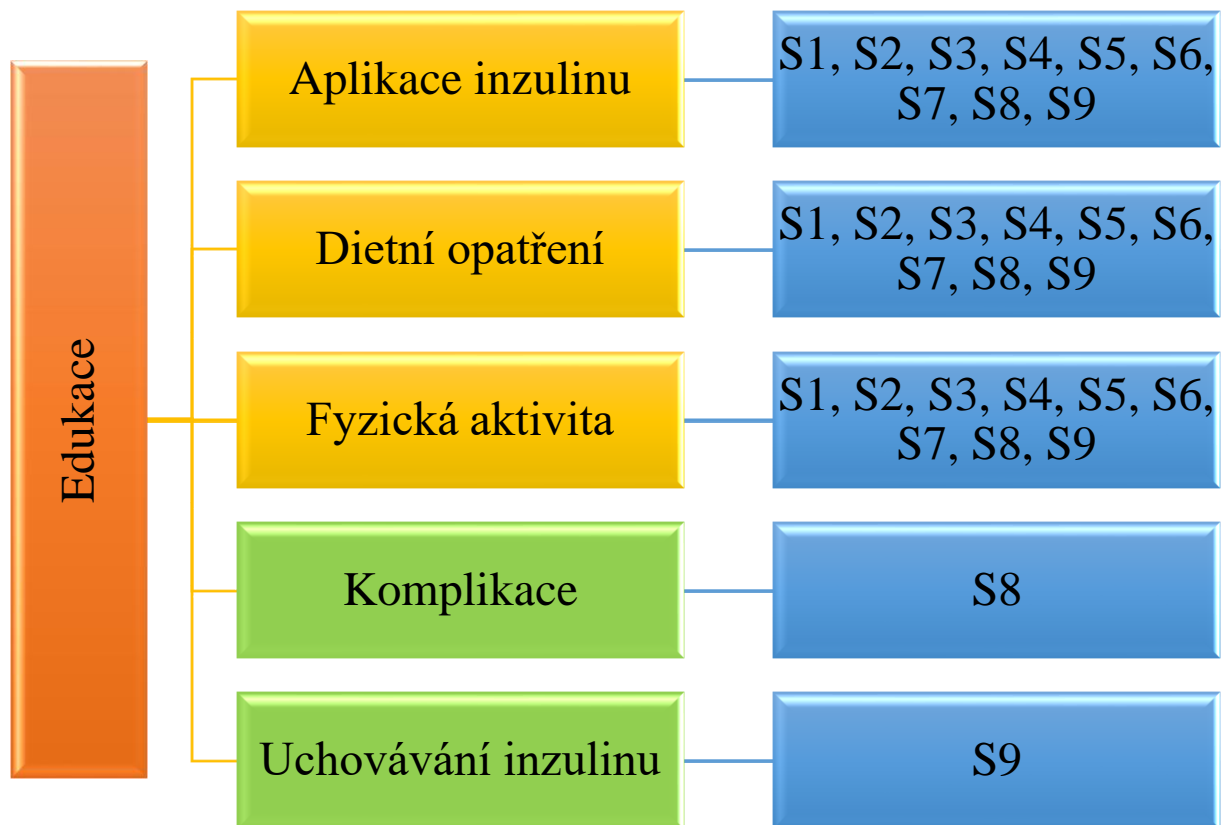 Edukace
Aplikace inzulinu
S1, S2, S3, S4, S5, S6,
S7, S8, S9
Dietní opatření
S1, S2, S3, S4, S5, S6,
S7, S8, S9
Fyzická aktivita
S1, S2, S3, S4, S5, S6,
S7, S8, S9
Komplikace
S8
Uchovávání inzulinu
S9